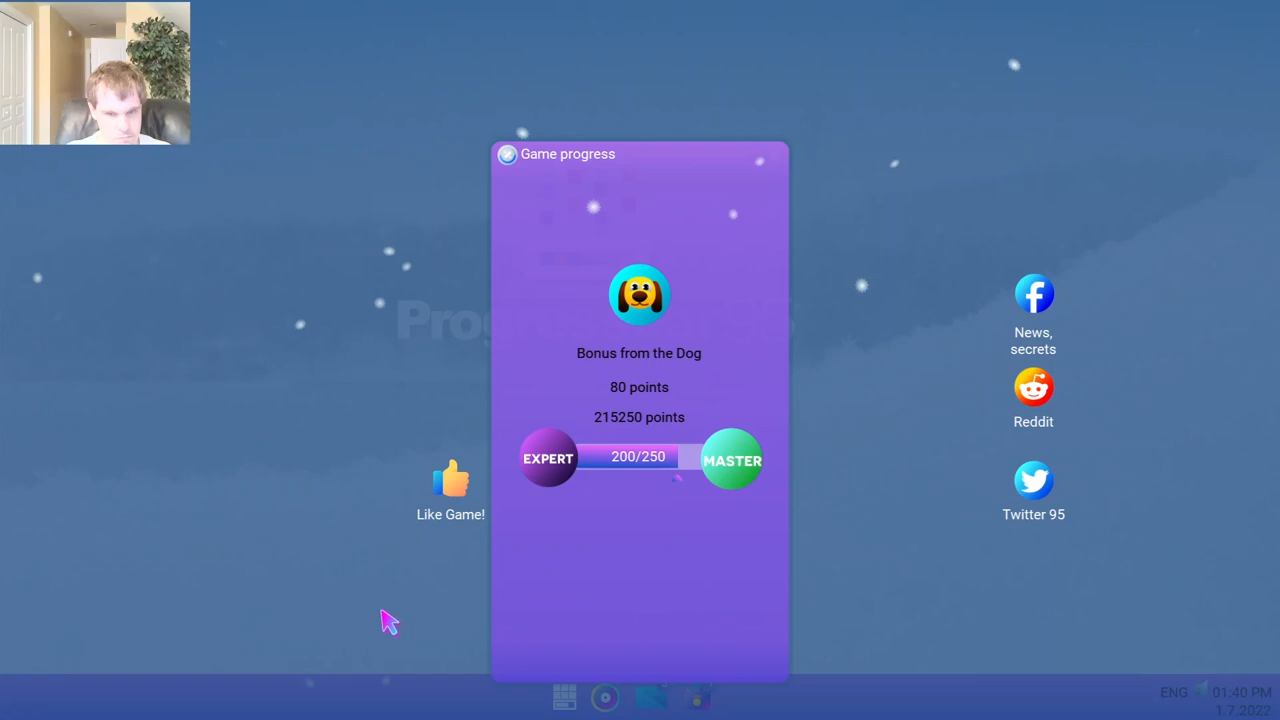 Game progress
Progressbar95
Bonus from the Dog
80 points
215250 points
EXPERT
200/250
MASTER
Like Game!
News,
secrets
Reddit
Twitter 95
ENG
01:40 PM
1.7.2022